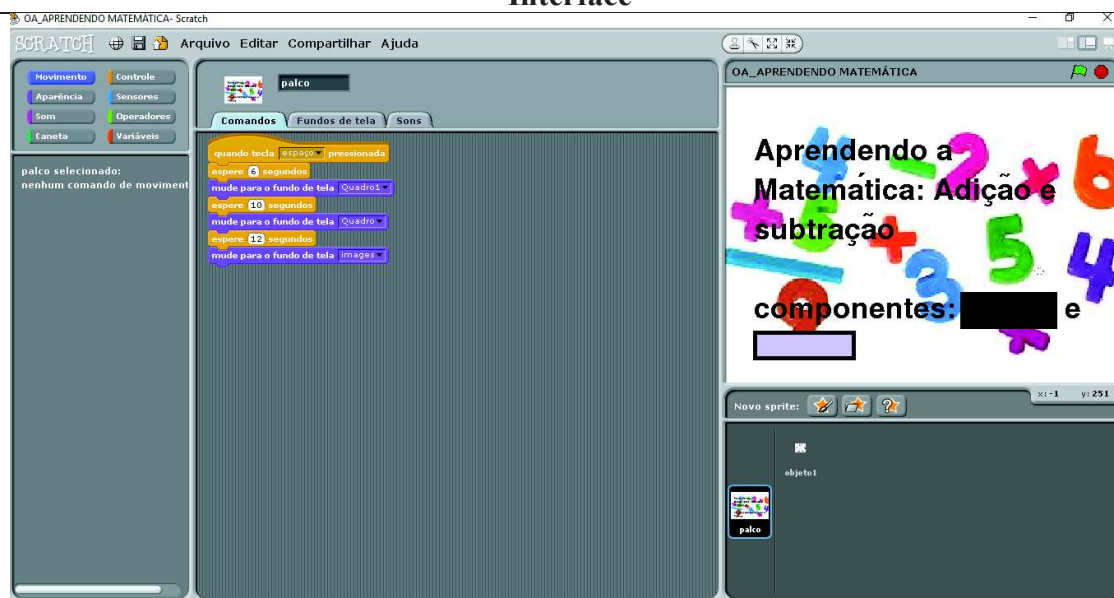 Interface
OA_APRENDENDO MATEMÁTICA- Scratch
SCRATCH Arquivo Editar Compartilhar Ajuda
Movimento Controle
Aparência Sensores
Som Operadores
Caneta Variáveis
palco selecionado:
nenhum comando de moviment
palco
Comandos Fundos de tela Sons
quando tecla espaço pressionada
espere 6 segundos
mude para o fundo de tela Quadro1
espere 10 segundos
mude para o fundo de tela Quadro
espere 12 segundos
mude para o fundo de tela images
OA_APRENDENDO MATEMÁTICA
Aprendendo a
Matemática: Adição e
subtração
componentes: e
x: -1 y: 251
Novo sprite:
objeto1
palco